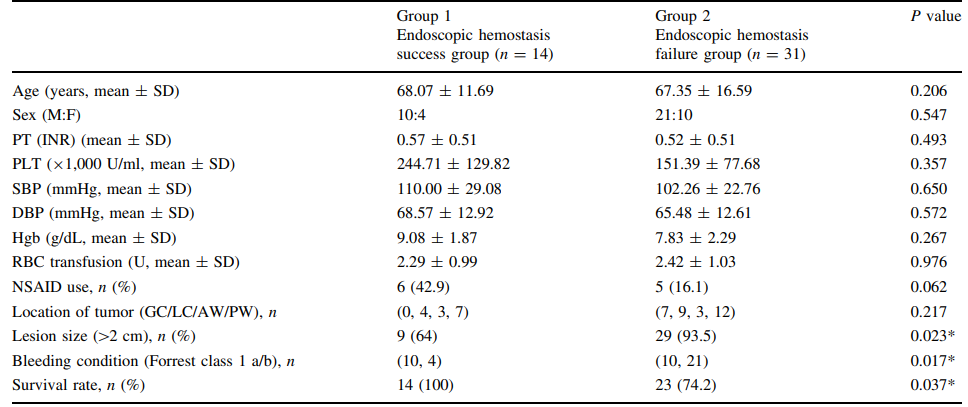 Group 1 Group 2 P value
Endoscopic hemostasis Endoscopic hemostasis
success group (n = 14) failure group (n = 31)
Age (years, mean ± SD) 68.07 ± 11.69 67.35 ± 16.59 0.206
Sex (M:F) 10:4 21:10 0.547
PT (INR) (mean ± SD) 0.57 ± 0.51 0.52 ± 0.51 0.493
PLT (×1,000 U/ml, mean ± SD) 244.71 ± 129.82 151.39 ± 77.68 0.357
SBP (mmHg, mean ± SD) 110.00 ± 29.08 102.26 ± 22.76 0.650
DBP (mmHg, mean ± SD) 68.57 ± 12.92 65.48 ± 12.61 0.572
Hgb (g/dL, mean ± SD) 9.08 ± 1.87 7.83 ± 2.29 0.267
RBC transfusion (U, mean ± SD) 2.29 ± 0.99 2.42 ± 1.03 0.976
NSAID use, n (%) 6 (42.9) 5 (16.1) 0.062
Location of tumor (GC/LC/AW/PW), n (0, 4, 3, 7) (7, 9, 3, 12) 0.217
Lesion size (>2 cm), n (%) 9 (64) 29 (93.5) 0.023*
Bleeding condition (Forrest class 1 a/b), n (10, 4) (10, 21) 0.017*
Survival rate, n (%) 14 (100) 23 (74.2) 0.037*